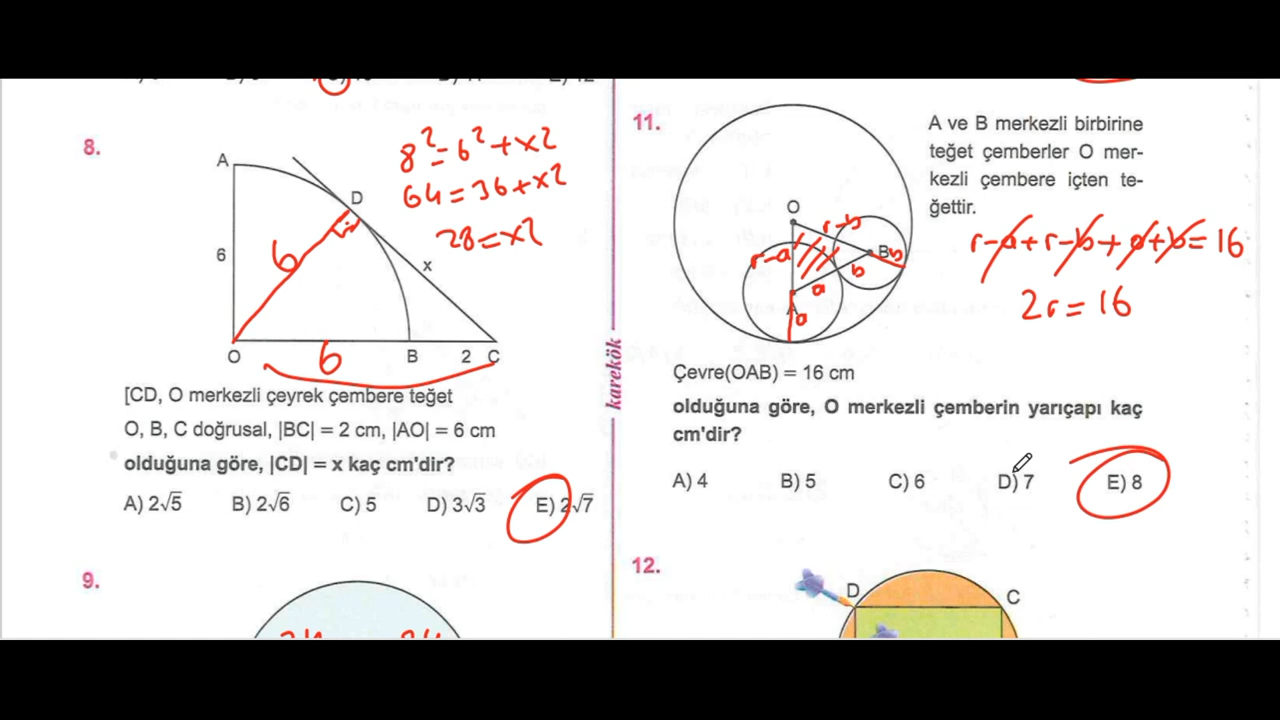 8.
A
D
6
6
x
O
6
B
2
C
8² = 6² + x²
64 = 36 + x²
28 = x²
[CD, O merkezli çeyrek çembere teğet
O, B, C doğrusal, |BC| = 2 cm, |AO| = 6 cm
olduğuna göre, |CD| = x kaç cm'dir?
A) 2√5 B) 2√6 C) 5 D) 3√3 E) 2√7
9.
karekök
11.
A ve B merkezli birbirine
teğet çemberler O mer-
kezli çembere içten te-
ğettir.
O
r-b
r-a
B
b
b
a
A
a
r-a+r-b+a+b=16
2r=16
Çevre(OAB) = 16 cm
olduğuna göre, O merkezli çemberin yarıçapı kaç
cm'dir?
A) 4 B) 5 C) 6 D) 7 E) 8
12.
D
C